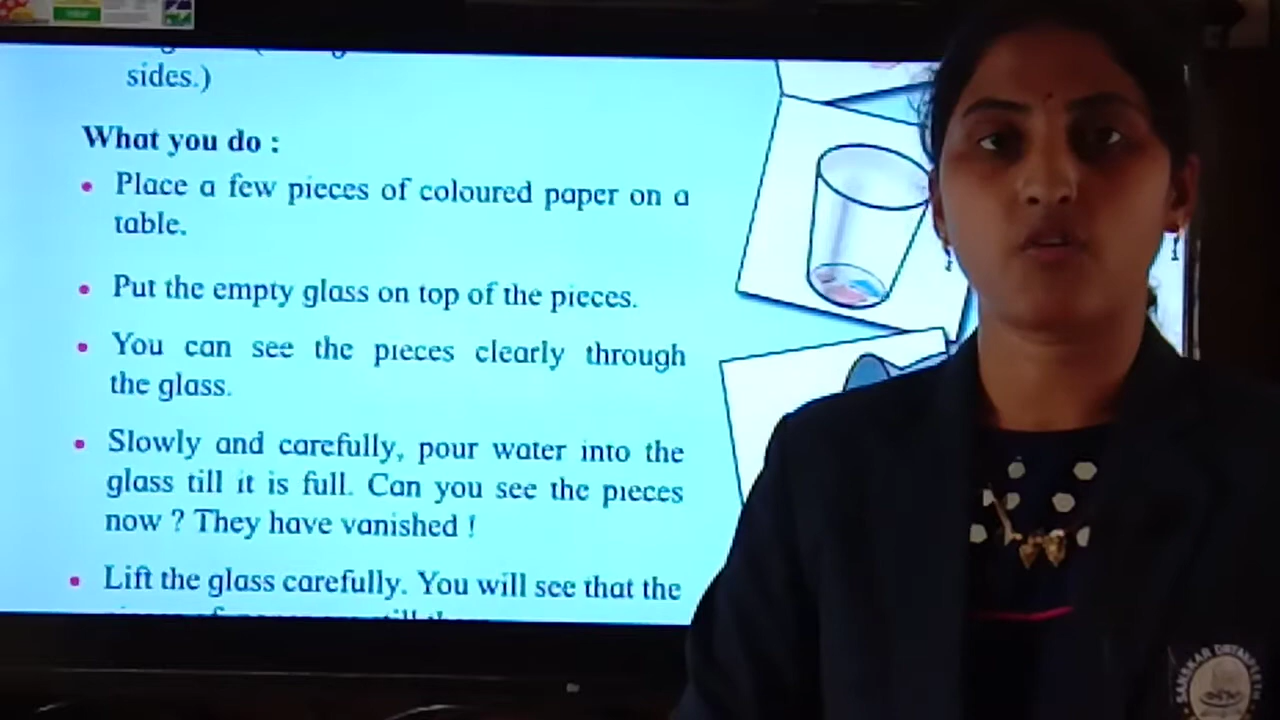 sides.)
What you do :
• Place a few pieces of coloured paper on a
table.
• Put the empty glass on top of the pieces.
• You can see the pieces clearly through
the glass.
• Slowly and carefully, pour water into the
glass till it is full. Can you see the pieces
now ? They have vanished !
• Lift the glass carefully. You will see that the